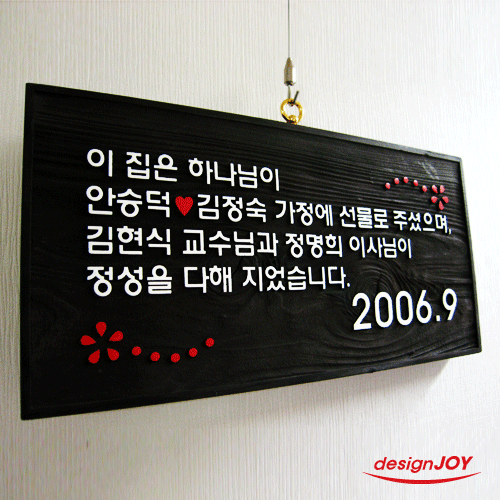 이 집은 하나님이
안승덕♥김정숙 가정에 선물로 주셨으며,
김현식 교수님과 정명희 이사님이
정성을 다해 지었습니다.
2006.9
designJOY